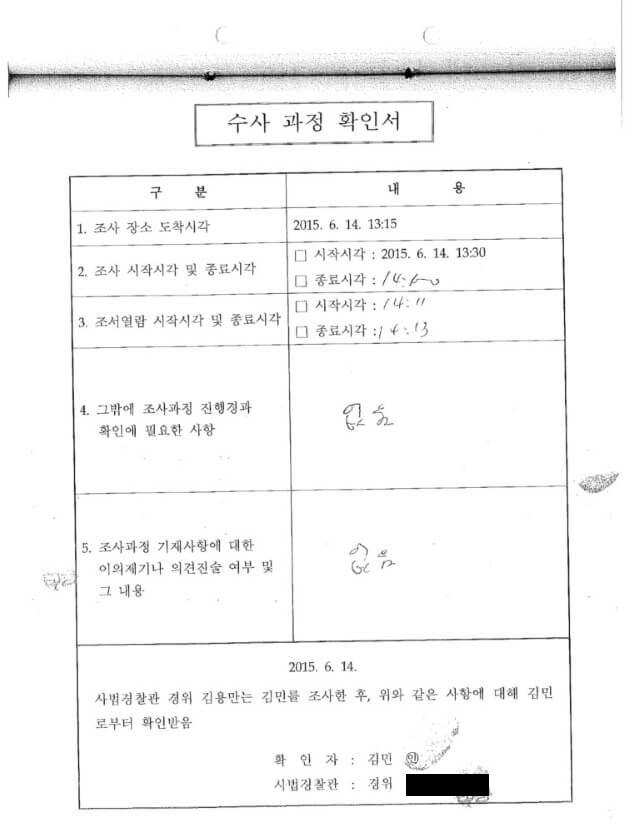 수사 과정 확인서
구 분
내 용
1. 조사 장소 도착시각
2015. 6. 14. 13:15
2. 조사 시작시각 및 종료시각
□ 시작시각 : 2015. 6. 14. 13:30
□ 종료시각 :
3. 조서열람 시작시각 및 종료시각
□ 시작시각 : 14:11
□ 종료시각 : 14:13
4. 그밖에 조사과정 진행경과
확인에 필요한 사항
없음
5. 조사과정 기재사항에 대한
이의제기나 의견진술 여부 및
그 내용
없음
2015. 6. 14.
사법경찰관 경위 김용만는 김민를 조사한 후, 위와 같은 사항에 대해 김민
로부터 확인받음
확 인 자 : 김민 ㊞
시법경찰관 : 경위